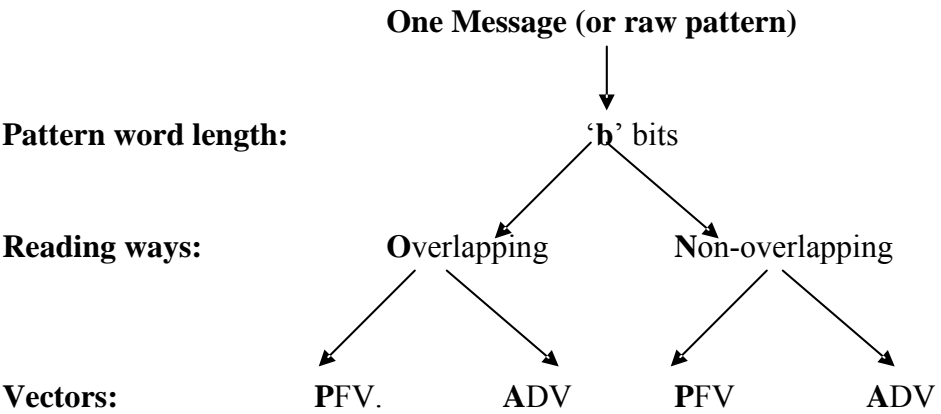 One Message (or raw pattern)
Pattern word length: ‘b’ bits
Reading ways: Overlapping Non-overlapping
Vectors: PFV. ADV PFV ADV